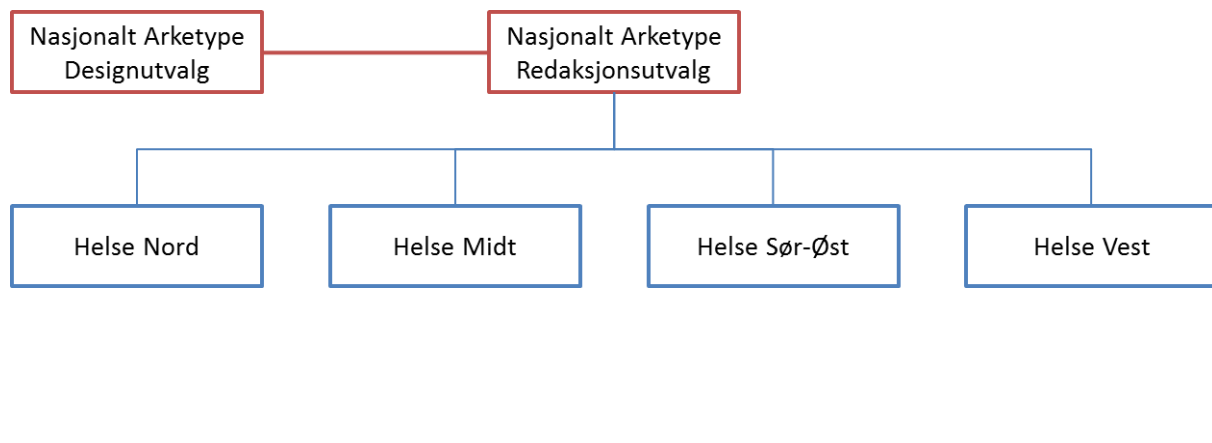 Nasjonalt Arketype
Designutvalg
Nasjonalt Arketype
Redaksjonsutvalg
Helse Nord
Helse Midt
Helse Sør-Øst
Helse Vest